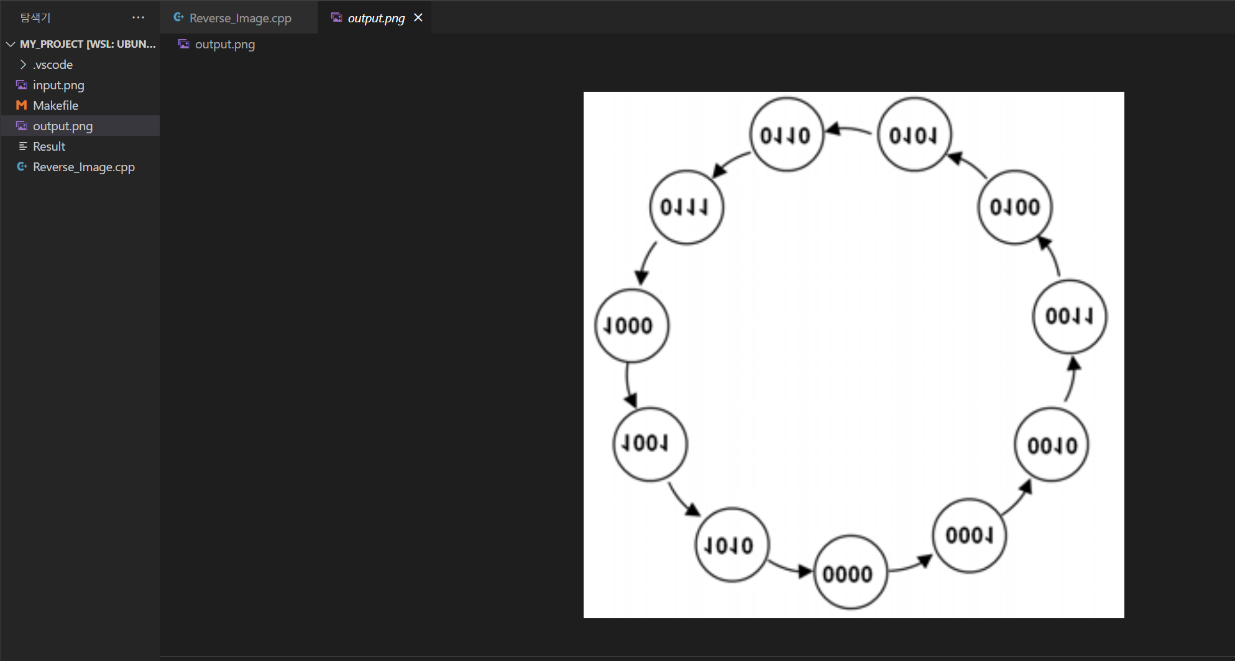 탐색기 ···
Reverse_Image.cpp
output.png
MY_PROJECT [WSL: UBUN...
output.png
.vscode
input.png
Makefile
output.png
Result
Reverse_Image.cpp
0110
0101
0111
0100
1000
0011
1001
0010
1010
0000
0001